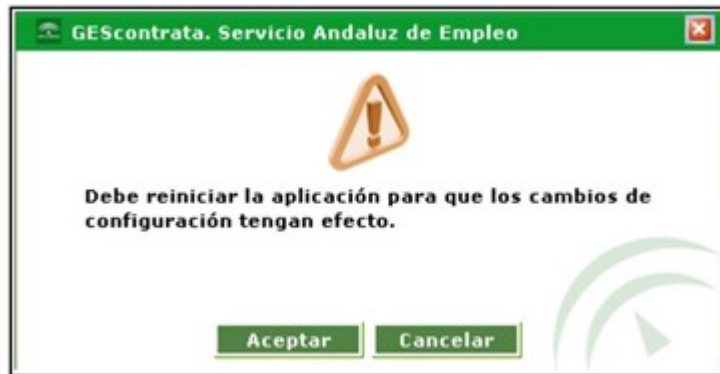 GEScontrata. Servicio Andaluz de Empleo
Debe reiniciar la aplicación para que los cambios de
configuración tengan efecto.
Aceptar Cancelar